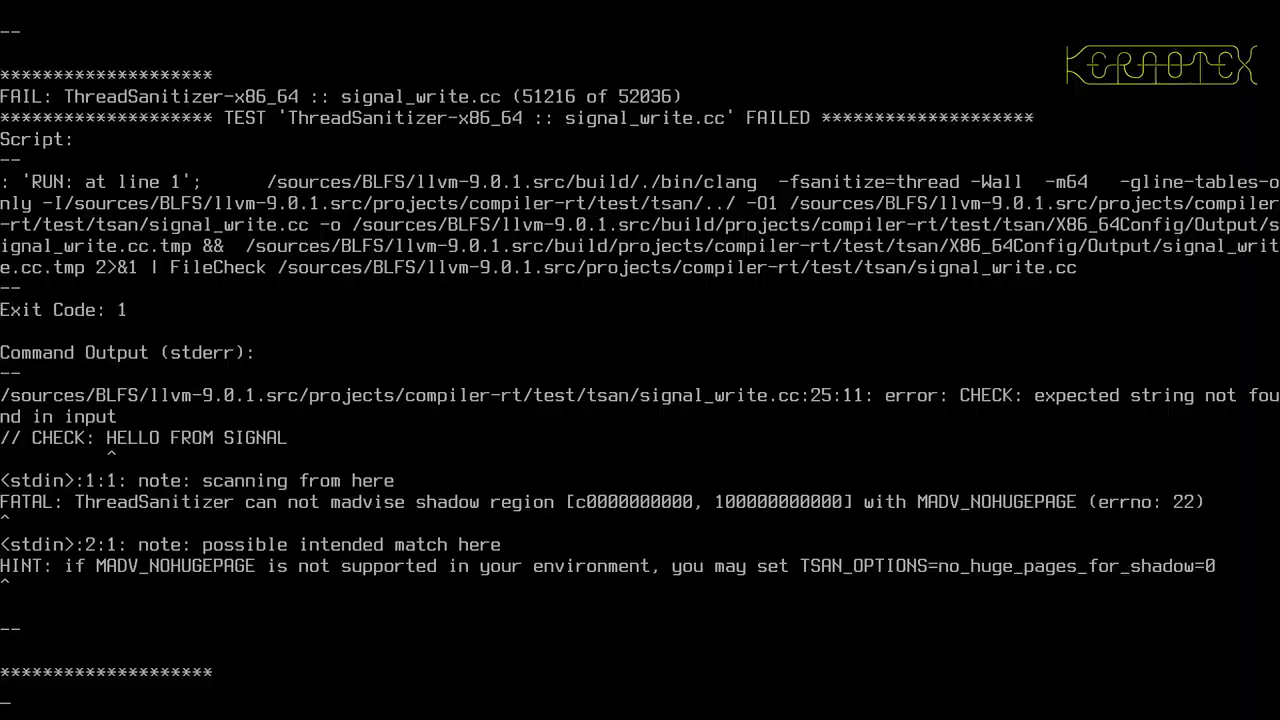 --
KERNOTEX
********************
FAIL: ThreadSanitizer-x86_64 :: signal_write.cc (51216 of 52036)
******************** TEST 'ThreadSanitizer-x86_64 :: signal_write.cc' FAILED ********************
Script:
--
: 'RUN: at line 1';      /sources/BLFS/llvm-9.0.1.src/build/./bin/clang  -fsanitize=thread -Wall  -m64   -gline-tables-o
nly -I/sources/BLFS/llvm-9.0.1.src/projects/compiler-rt/test/tsan/../ -O1 /sources/BLFS/llvm-9.0.1.src/projects/compiler
-rt/test/tsan/signal_write.cc -o /sources/BLFS/llvm-9.0.1.src/build/projects/compiler-rt/test/tsan/X86_64Config/Output/s
ignal_write.cc.tmp &&  /sources/BLFS/llvm-9.0.1.src/build/projects/compiler-rt/test/tsan/X86_64Config/Output/signal_writ
e.cc.tmp 2>&1 | FileCheck /sources/BLFS/llvm-9.0.1.src/projects/compiler-rt/test/tsan/signal_write.cc
--
Exit Code: 1
Command Output (stderr):
--
/sources/BLFS/llvm-9.0.1.src/projects/compiler-rt/test/tsan/signal_write.cc:25:11: error: CHECK: expected string not fou
nd in input
// CHECK: HELLO FROM SIGNAL
^
<stdin>:1:1: note: scanning from here
FATAL: ThreadSanitizer can not madvise shadow region [c0000000000, 100000000000] with MADV_NOHUGEPAGE (errno: 22)
^
<stdin>:2:1: note: possible intended match here
HINT: if MADV_NOHUGEPAGE is not supported in your environment, you may set TSAN_OPTIONS=no_huge_pages_for_shadow=0
^
--
********************
_